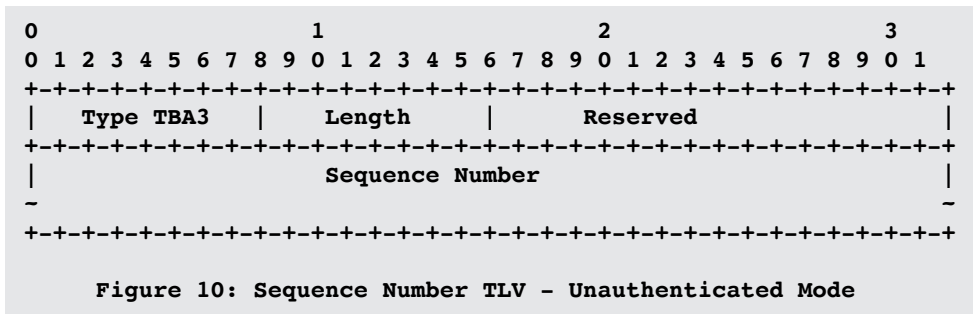 0                   1                   2                   3
0 1 2 3 4 5 6 7 8 9 0 1 2 3 4 5 6 7 8 9 0 1 2 3 4 5 6 7 8 9 0 1
+-+-+-+-+-+-+-+-+-+-+-+-+-+-+-+-+-+-+-+-+-+-+-+-+-+-+-+-+-+-+-+-+
|   Type TBA3   |    Length     |      Reserved                 |
+-+-+-+-+-+-+-+-+-+-+-+-+-+-+-+-+-+-+-+-+-+-+-+-+-+-+-+-+-+-+-+-+
|                    Sequence Number                            |
~                                                               ~
+-+-+-+-+-+-+-+-+-+-+-+-+-+-+-+-+-+-+-+-+-+-+-+-+-+-+-+-+-+-+-+-+
Figure 10: Sequence Number TLV - Unauthenticated Mode